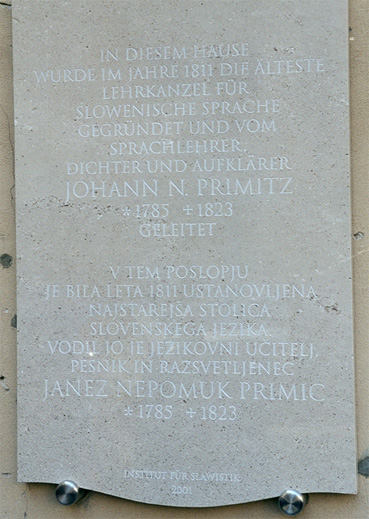 IN DIESEM HAUSE
WURDE IM JAHRE 1811 DIE ÄLTESTE
LEHRKANZEL FÜR
SLOWENISCHE SPRACHE
GEGRÜNDET UND VOM
SPRACHLEHRER,
DICHTER UND AUFKLÄRER
JOHANN N. PRIMITZ
*1785 +1823
GELEITET
V TEM POSLOPJU
JE BILA LETA 1811 USTANOVLJENA
NAJSTAREJŠA STOLICA
SLOVENSKEGA JEZIKA.
VODIL JO JE JEZIKOVNI UČITELJ,
PESNIK IN RAZSVETLJENEC
JANEZ NEPOMUK PRIMIC
*1785 +1823
INSTITUT FÜR SLAWISTIK
2001